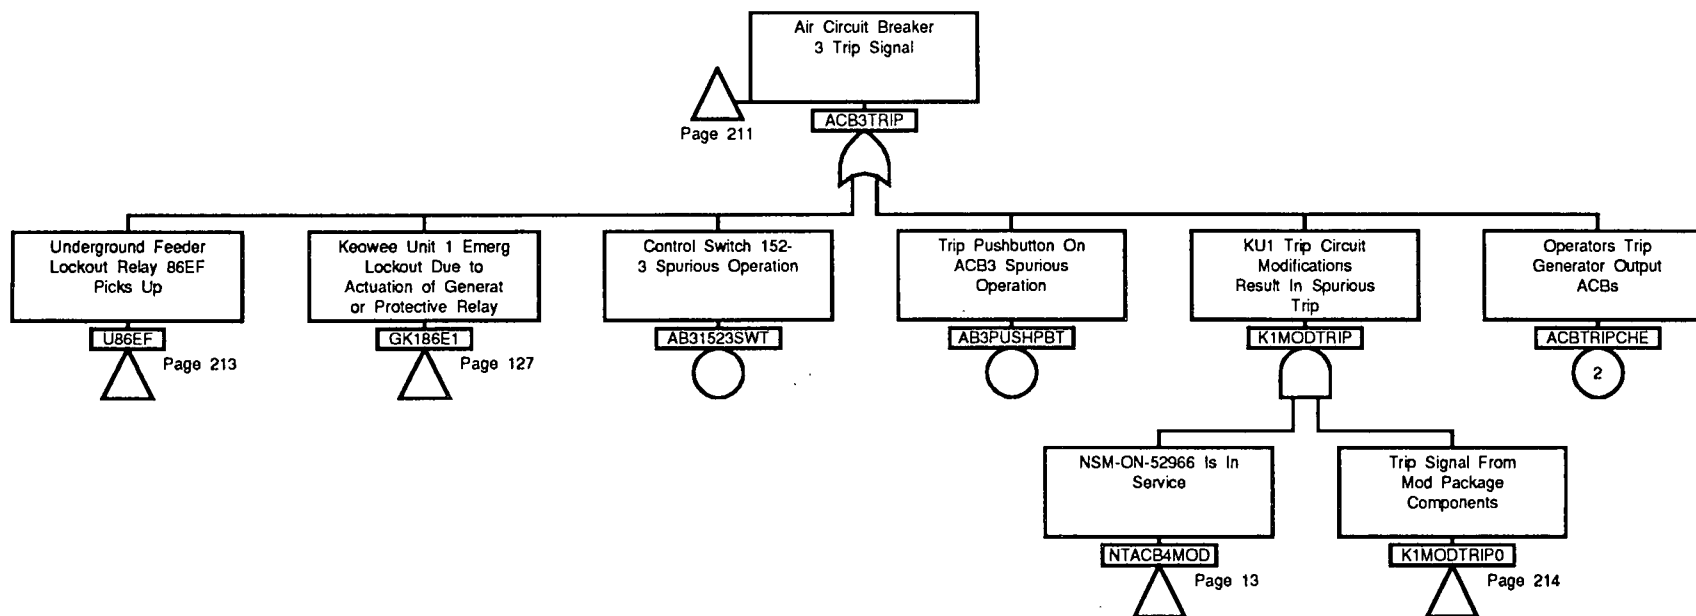 Air Circuit Breaker
3 Trip Signal
Page 211
ACB3TRIP
Underground Feeder
Lockout Relay 86EF
Picks Up
U86EF
Page 213
Keowee Unit 1 Emerg
Lockout Due to
Actuation of Generat
or Protective Relay
GK186E1
Page 127
Control Switch 152-
3 Spurious Operation
AB31523SWT
Trip Pushbutton On
ACB3 Spurious
Operation
AB3PUSHPBT
KU1 Trip Circuit
Modifications
Result In Spurious
Trip
K1MODTRIP
Operators Trip
Generator Output
ACBs
ACBTRIPCHE
2
NSM-ON-52966 Is In
Service
NTACB4MOD
Page 13
Trip Signal From
Mod Package
Components
K1MODTRIP0
Page 214